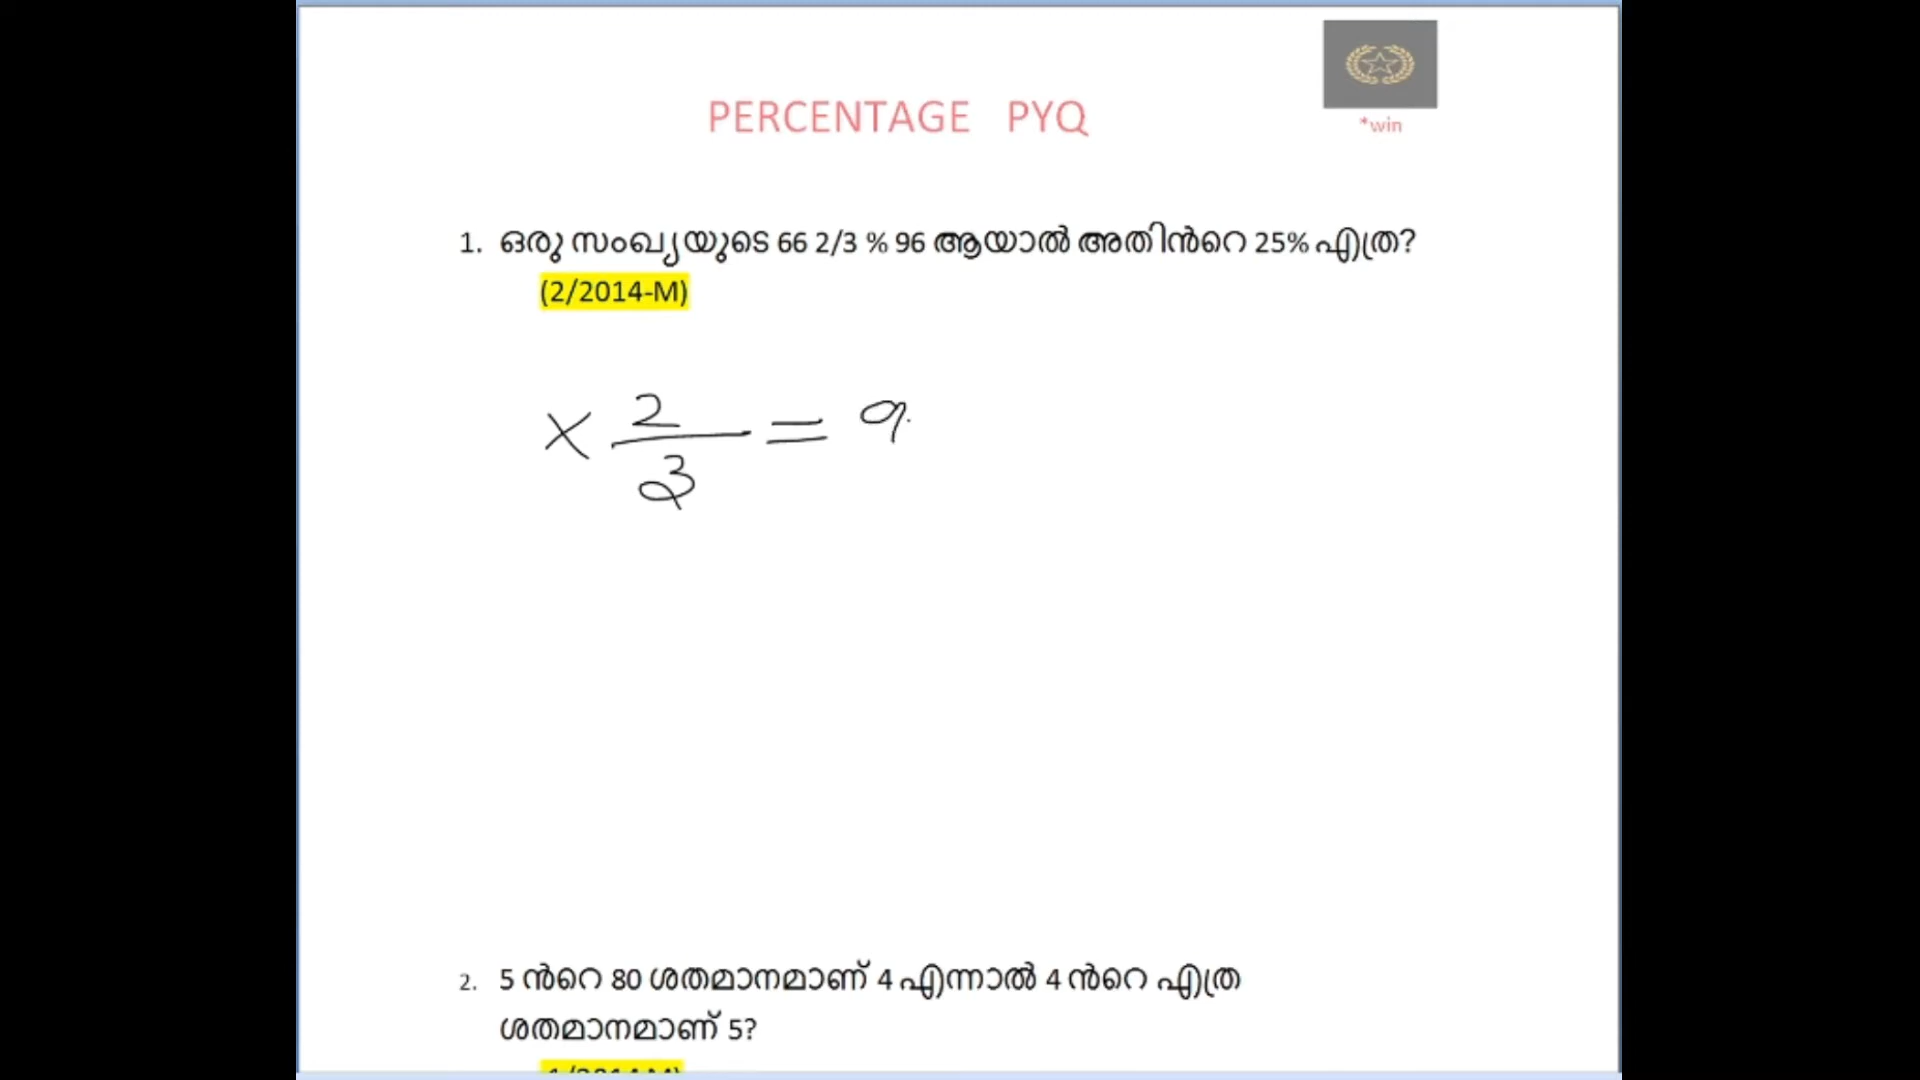 *win
PERCENTAGE PYQ
1. ഒരു സംഖ്യയുടെ 66 2/3 % 96 ആയാൽ അതിൻറെ 25% എത്ര?
(2/2014-M)
x 2/3 = 9
2. 5 ൻറെ 80 ശതമാനമാണ് 4 എന്നാൽ 4 ൻറെ എത്ര
ശതമാനമാണ് 5?